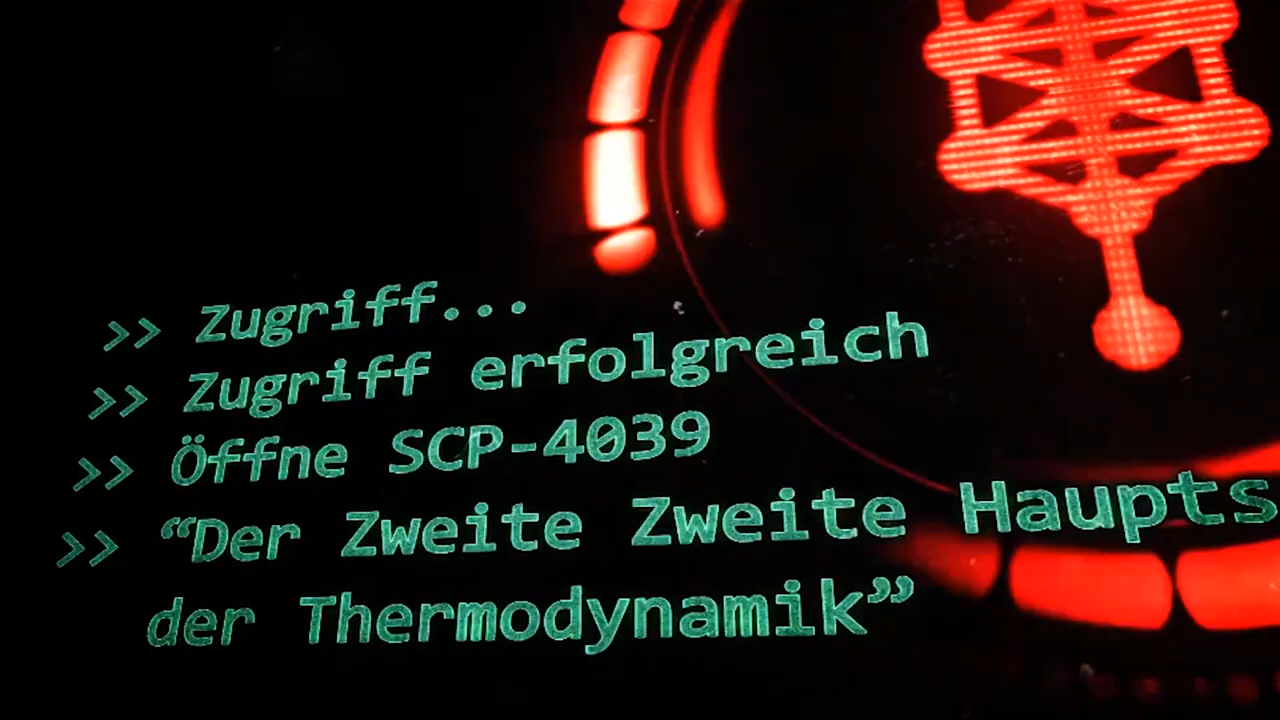 >> Zugriff...
>> Zugriff erfolgreich
>> Öffne SCP-4039
>> “Der Zweite Zweite Haupts
der Thermodynamik”